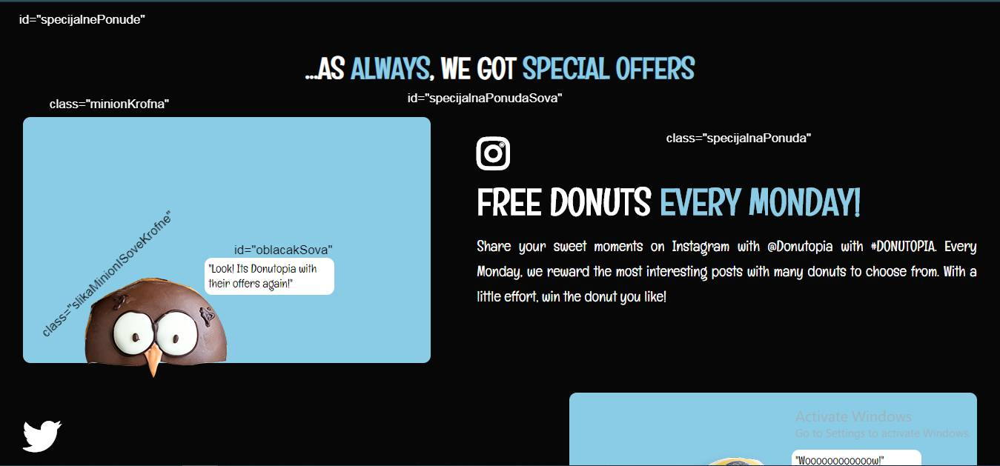 id="specijalnePonude"
...AS ALWAYS, WE GOT SPECIAL OFFERS
class="minionKrofna"
id="specijalnaPonudaSova"
class="specijalnaPonuda"
FREE DONUTS EVERY MONDAY!
Share your sweet moments on Instagram with @Donutopia with #DONUTOPIA. Every
Monday, we reward the most interesting posts with many donuts to choose from. With a
little effort, win the donut you like!
class="slikaMinionISoveKrofne"
id="oblacakSova"
"Look! Its Donutopia with
their offers again!"
Activate Windows
Go to Settings to activate Windows.
"Woooooooooooow!"